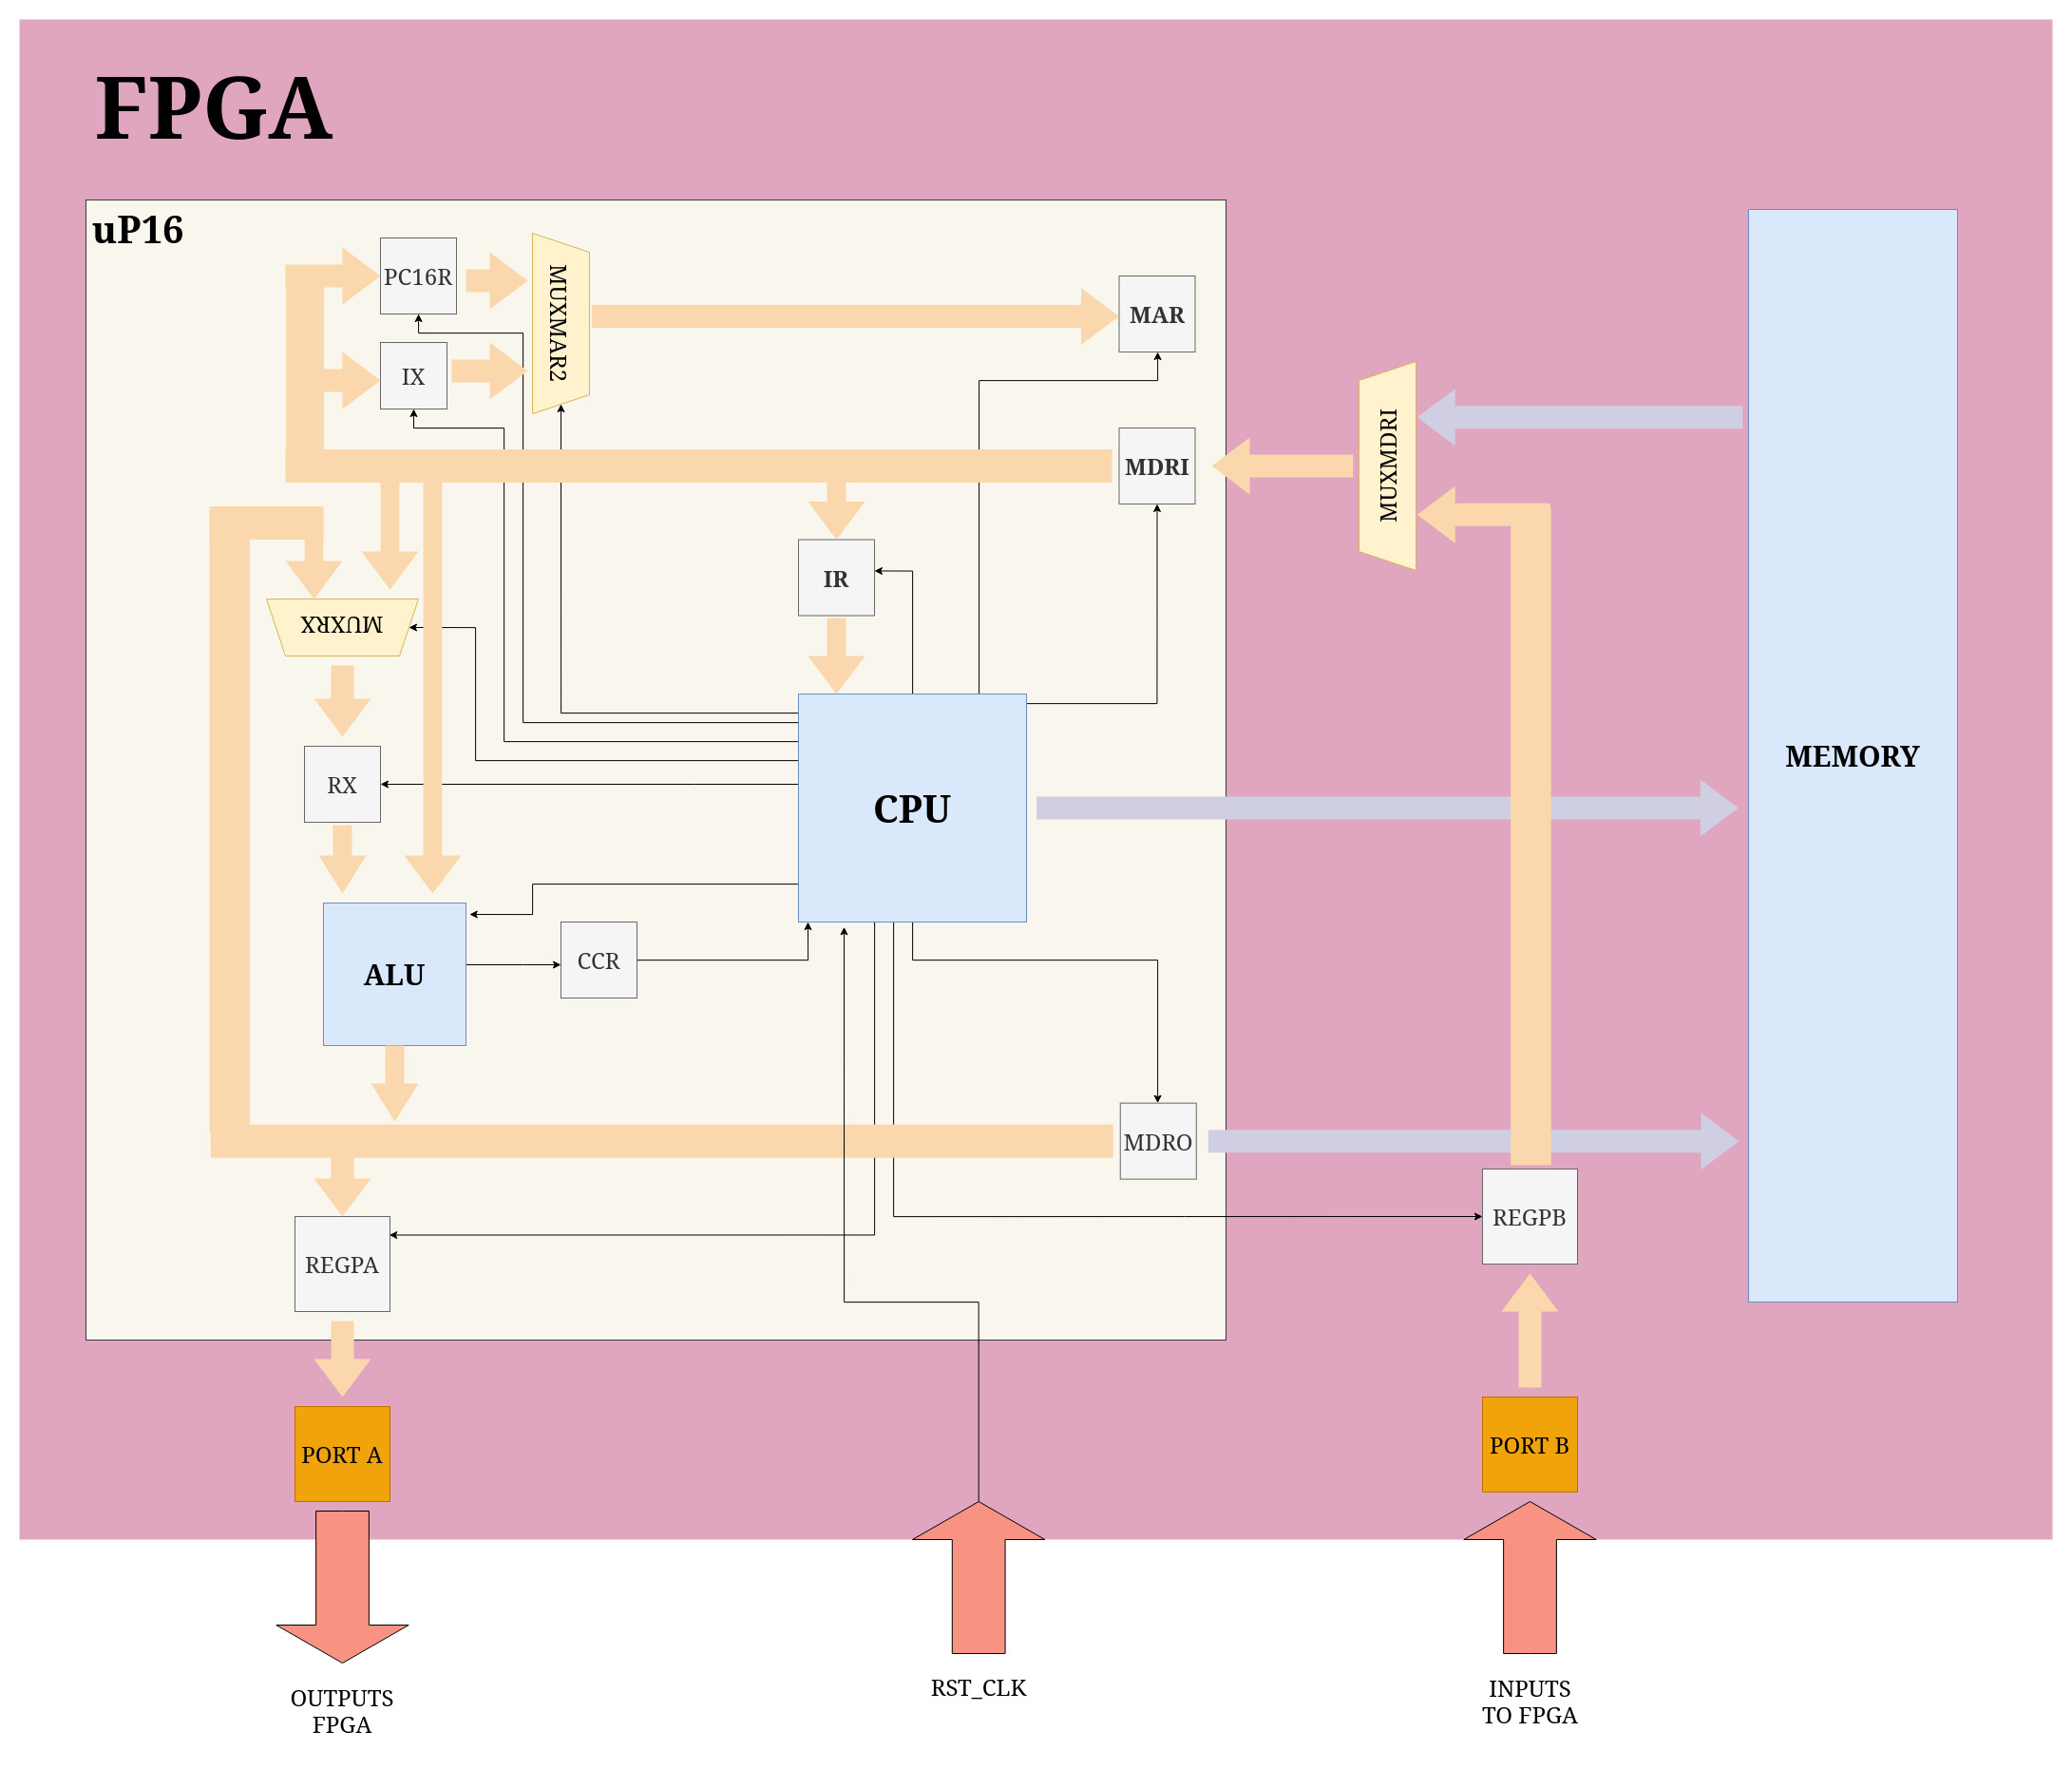 FPGA
uP16
PC16R
MUXMAR2
MAR
IX
MDRI
MUXMDRI
IR
MUXRX
MEMORY
RX
CPU
ALU
CCR
MDRO
REGPB
REGPA
PORT A
PORT B
OUTPUTS
FPGA
RST_CLK
INPUTS
TO FPGA